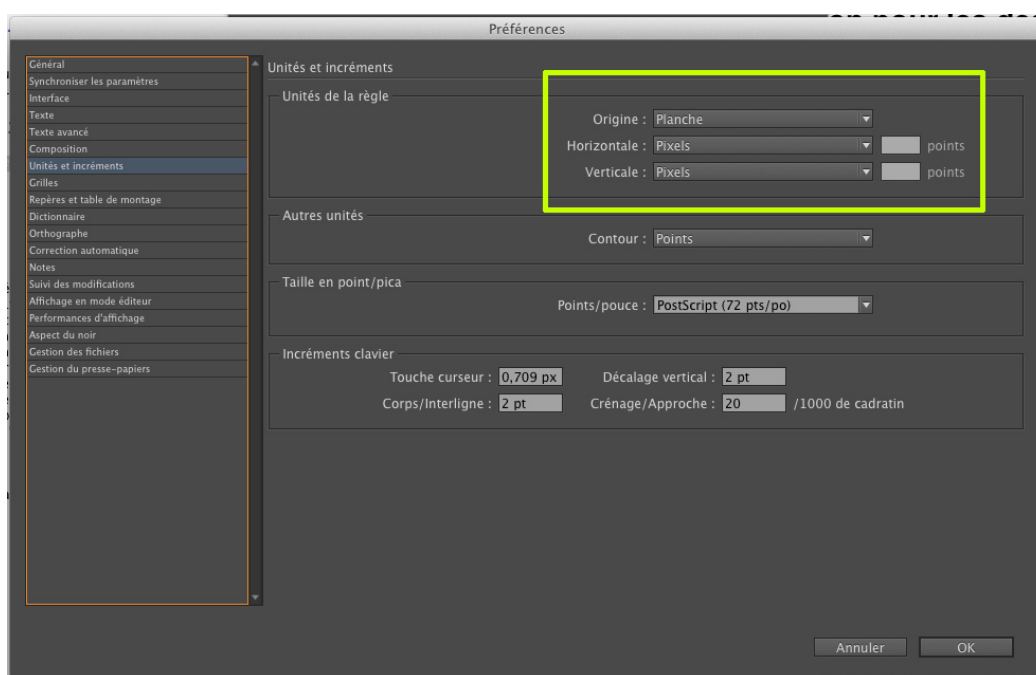 en pour les des
Préférences
Général
Synchroniser les paramètres
Interface
Texte
Texte avancé
Composition
Unités et incréments
Grilles
Repères et table de montage
Dictionnaire
Orthographe
Correction automatique
Notes
Suivi des modifications
Affichage en mode éditeur
Performances d'affichage
Aspect du noir
Gestion des fichiers
Gestion du presse-papiers
Unités et incréments
Unités de la règle
Origine : Planche
Horizontale : Pixels points
Verticale : Pixels points
Autres unités
Contour : Points
Taille en point/pica
Points/pouce : PostScript (72 pts/po)
Incréments clavier
Touche curseur : 0,709 px Décalage vertical : 2 pt
Corps/Interligne : 2 pt Crénage/Approche : 20 /1000 de cadratin
Annuler OK